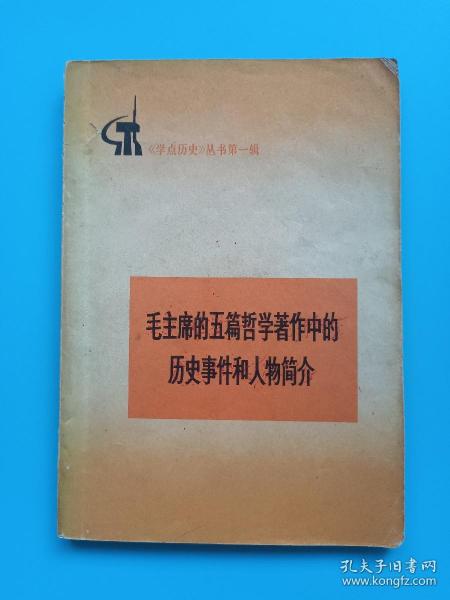 《学点历史》丛书第一辑
毛主席的五篇哲学著作中的
历史事件和人物简介
孔夫子旧书网
www.kongfz.com